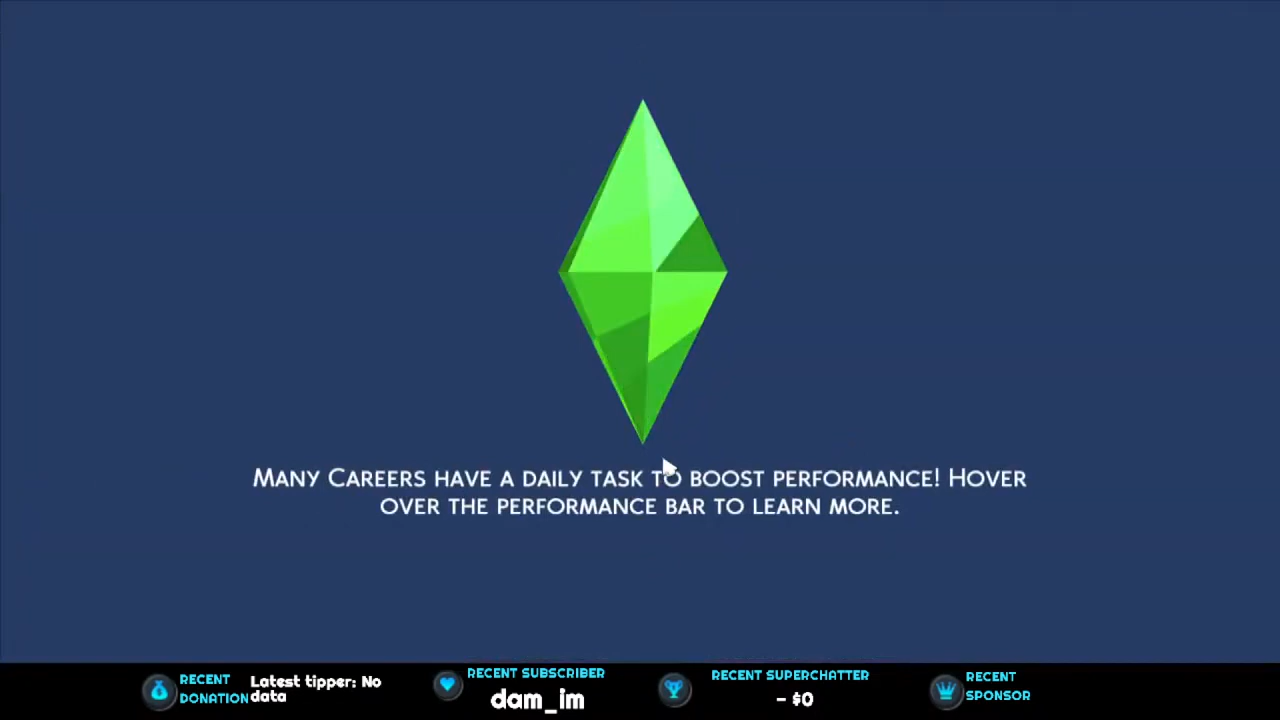 Many Careers have a daily task to boost performance! Hover
over the performance bar to learn more.
RECENT
DONATION
Latest tipper: No
data
RECENT SUBSCRIBER
dam_im
RECENT SUPERCHATTER
- $0
RECENT
SPONSOR